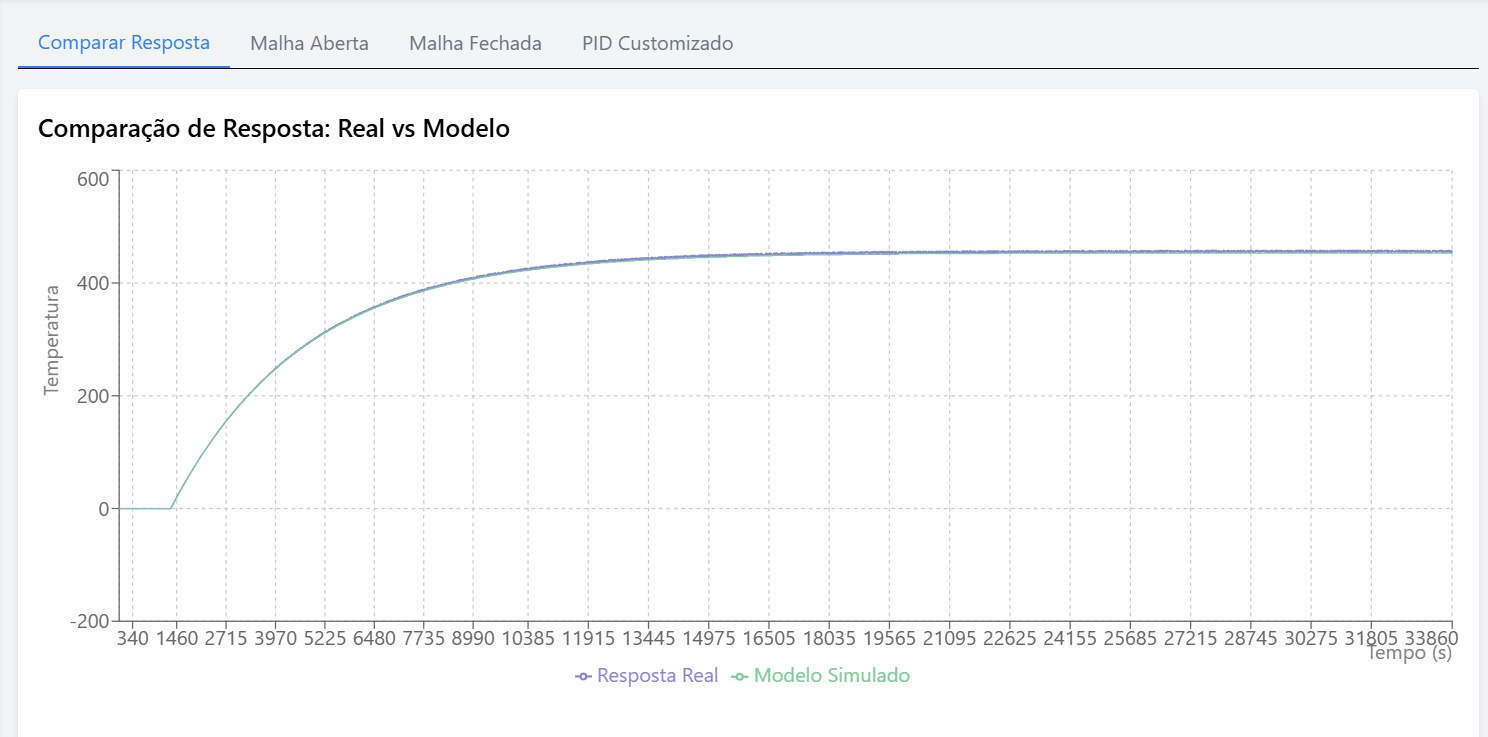 Comparar Resposta Malha Aberta Malha Fechada PID Customizado
Comparação de Resposta: Real vs Modelo
600
400
200
0
-200
Temperatura
340 1460 2715 3970 5225 6480 7735 8990 10385 11915 13445 14975 16505 18035 19565 21095 22625 24155 25685 27215 28745 30275 31805 33860
Tempo (s)
Resposta Real Modelo Simulado